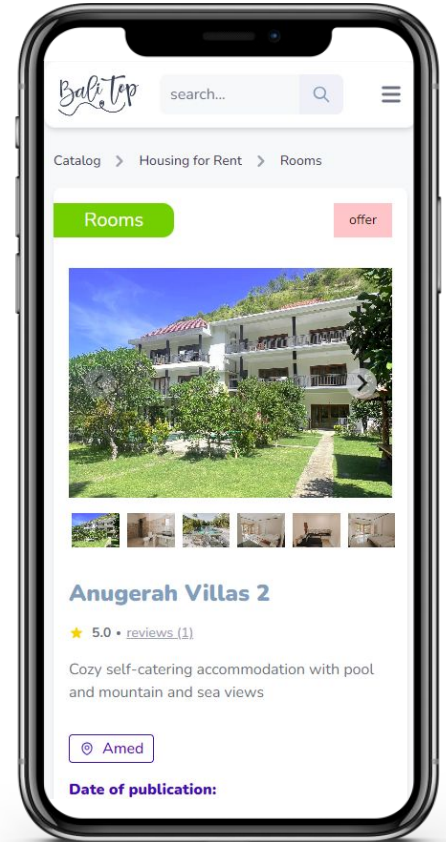 Bali Top
search...
Catalog > Housing for Rent > Rooms
Rooms
offer
Anugerah Villas 2
5.0 • reviews (1)
Cozy self-catering accommodation with pool
and mountain and sea views
Amed
Date of publication: